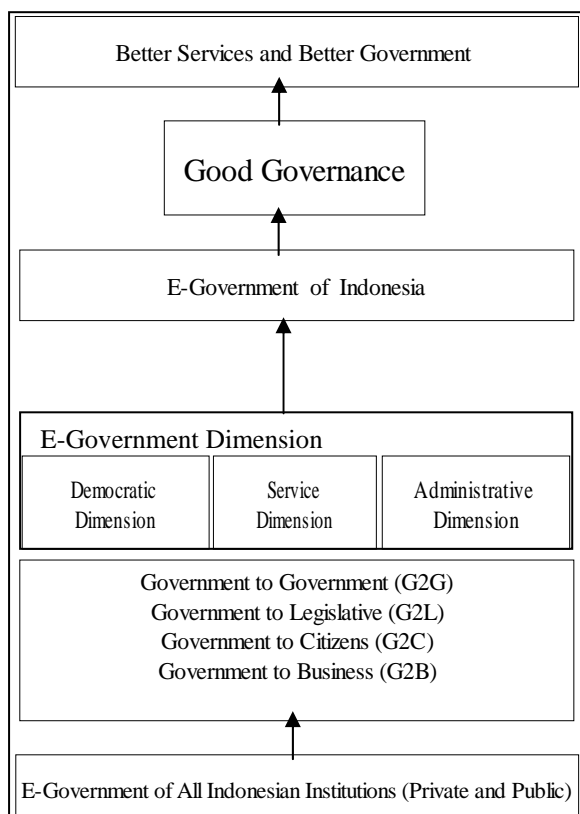 Better Services and Better Government
Good Governance
E-Government of Indonesia
E-Government Dimension
Democratic
Dimension
Service
Dimension
Administrative
Dimension
Government to Government (G2G)
Government to Legislative (G2L)
Government to Citizens (G2C)
Government to Business (G2B)
E-Government of All Indonesian Institutions (Private and Public)